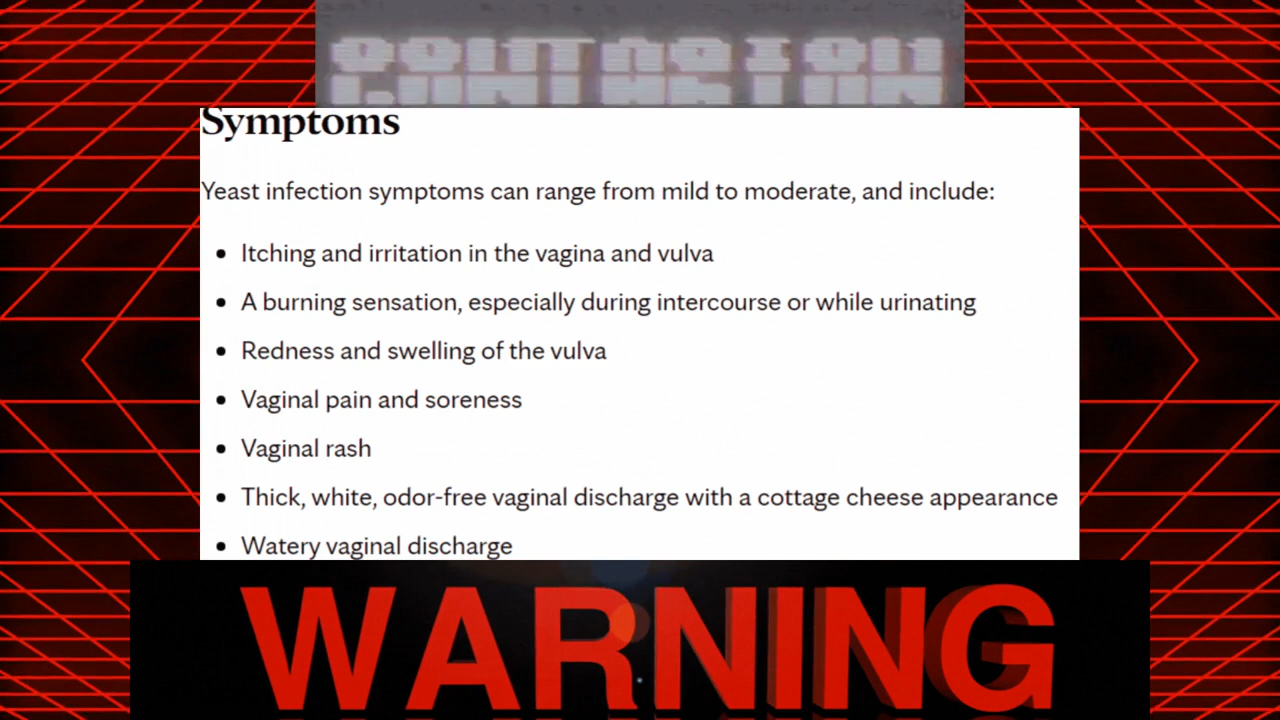 Symptoms
Yeast infection symptoms can range from mild to moderate, and include:
• Itching and irritation in the vagina and vulva
• A burning sensation, especially during intercourse or while urinating
• Redness and swelling of the vulva
• Vaginal pain and soreness
• Vaginal rash
• Thick, white, odor-free vaginal discharge with a cottage cheese appearance
• Watery vaginal discharge
WARNING